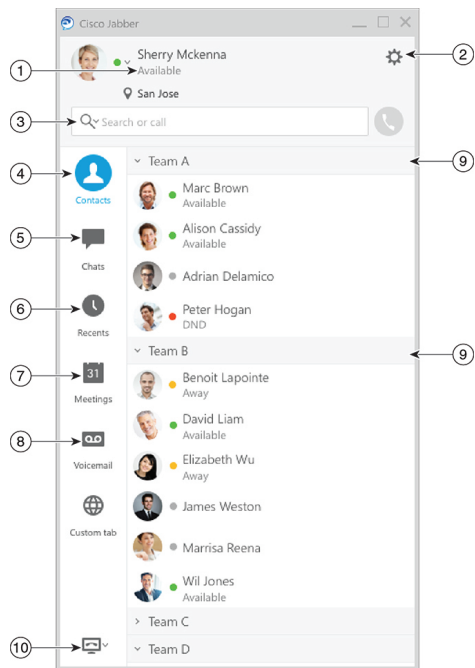 Cisco Jabber
Sherry Mckenna
1
Available
2
San Jose
3
Search or call
4
Contacts
Team A
9
Marc Brown
Available
5
Chats
Alison Cassidy
Available
Adrian Delamico
6
Recents
Peter Hogan
DND
Team B
9
7
31
Meetings
Benoit Lapointe
Away
David Liam
Available
8
Voicemail
Elizabeth Wu
Away
Custom tab
James Weston
Marrisa Reena
Wil Jones
Available
Team C
10
Team D